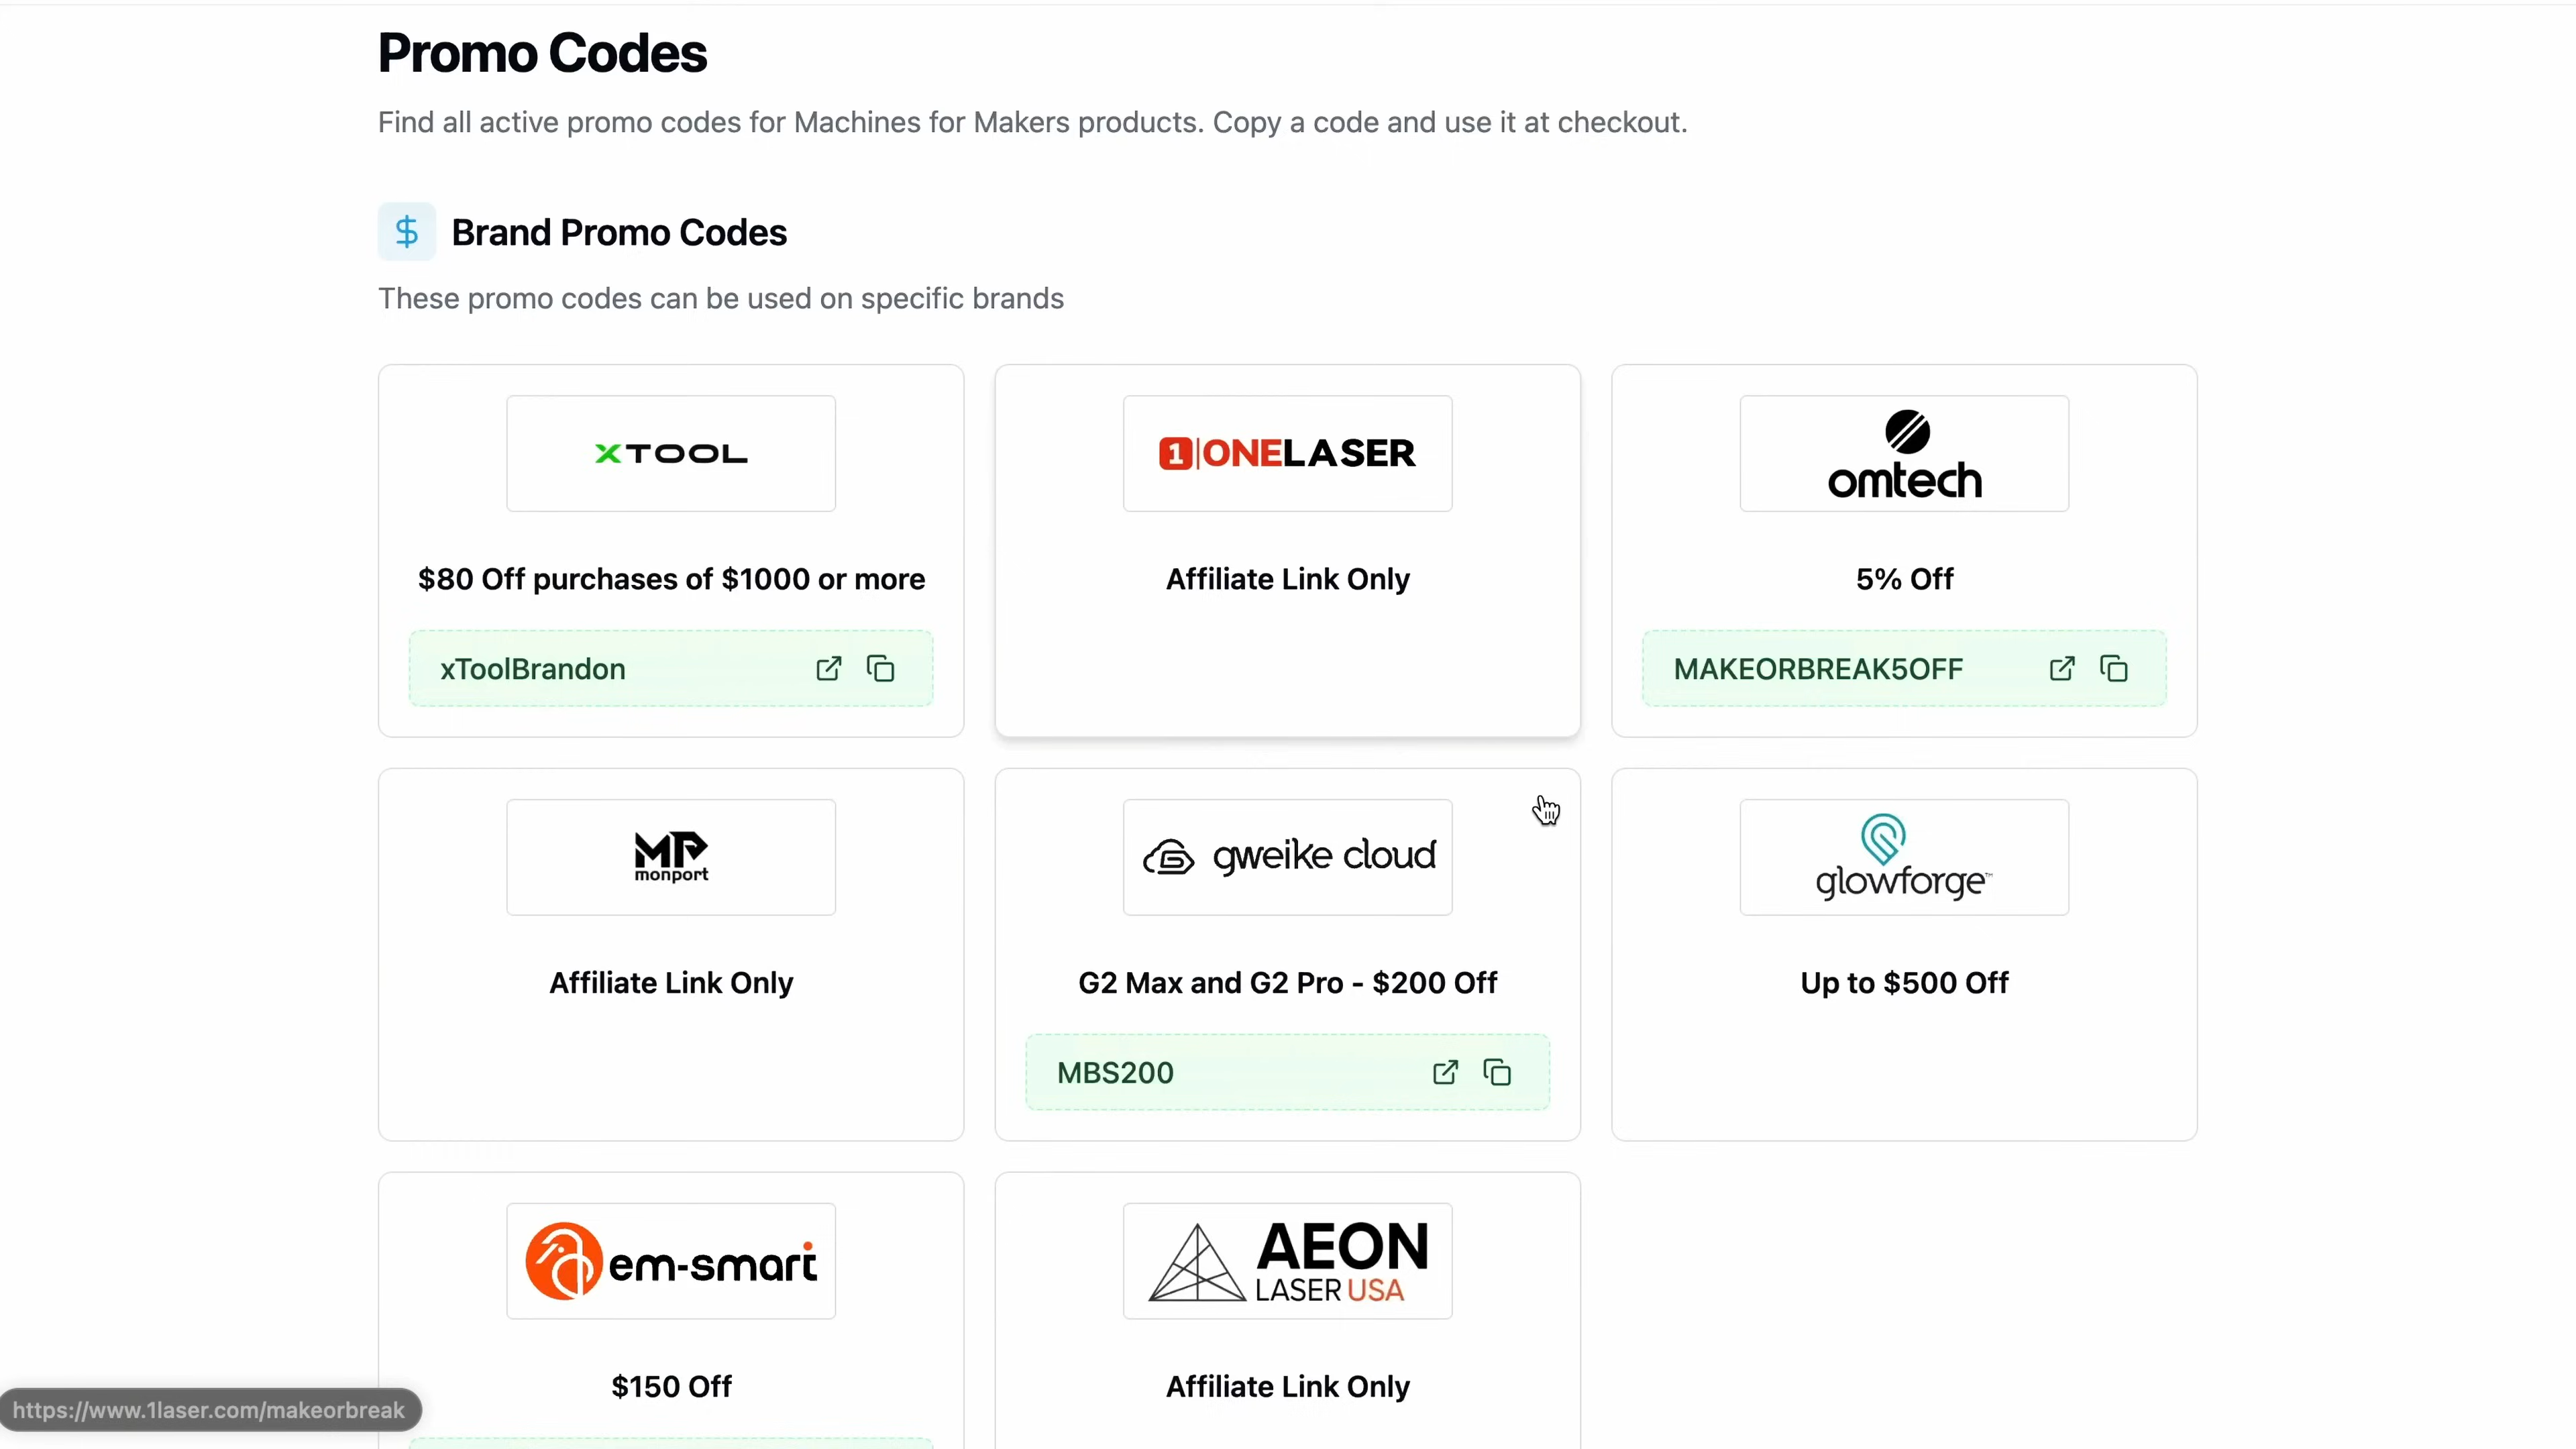 Promo Codes
Find all active promo codes for Machines for Makers products. Copy a code and use it at checkout.
$ Brand Promo Codes
These promo codes can be used on specific brands
XTOOL
1|ONELASER
omtech
$80 Off purchases of $1000 or more
Affiliate Link Only
5% Off
xToolBrandon
MAKEORBREAK5OFF
MP
monport
gweike cloud
glowforge™
Affiliate Link Only
G2 Max and G2 Pro - $200 Off
Up to $500 Off
MBS200
em-smart
AEON
LASER USA
$150 Off
Affiliate Link Only
https://www.1laser.com/makeorbreak